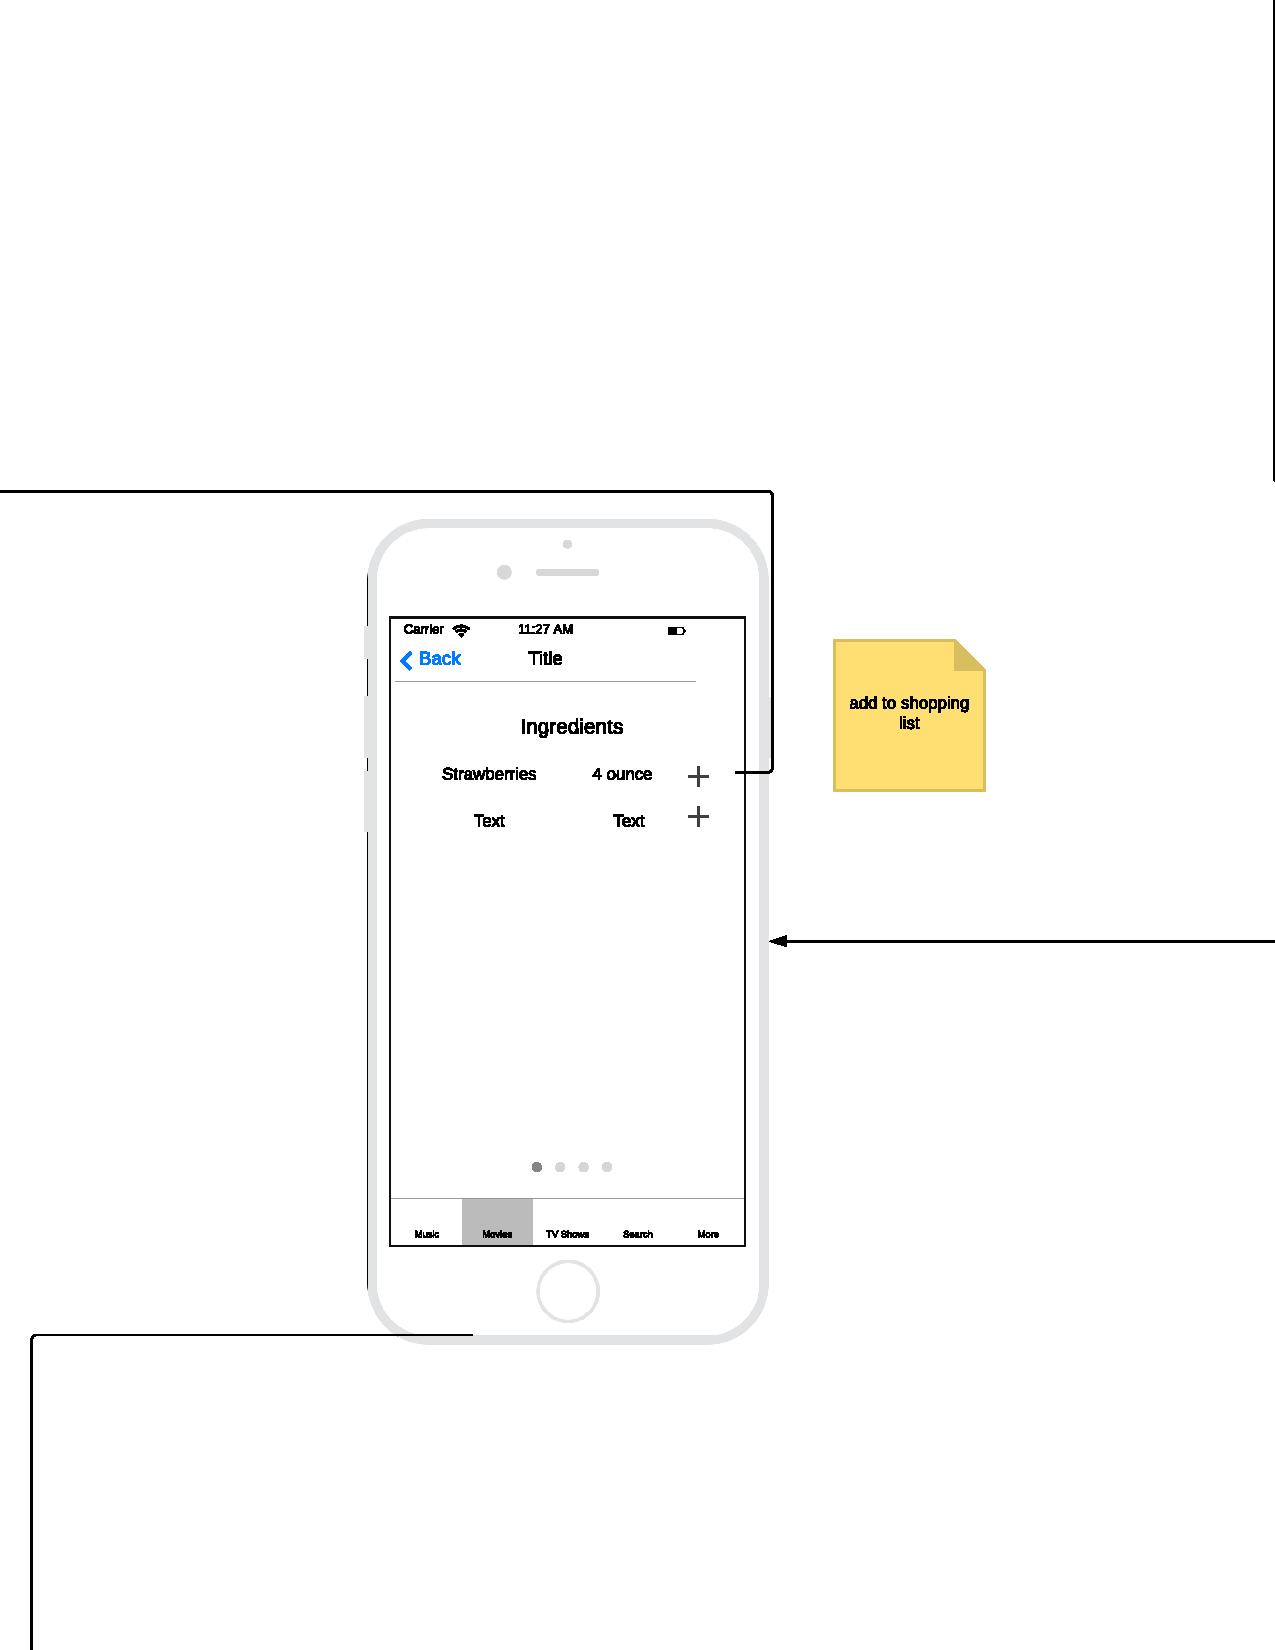 Carrier 11:27 AM
Back Title
Ingredients
Strawberries 4 ounce
Text Text
Music Movies TV Shows Search More
add to shopping
list